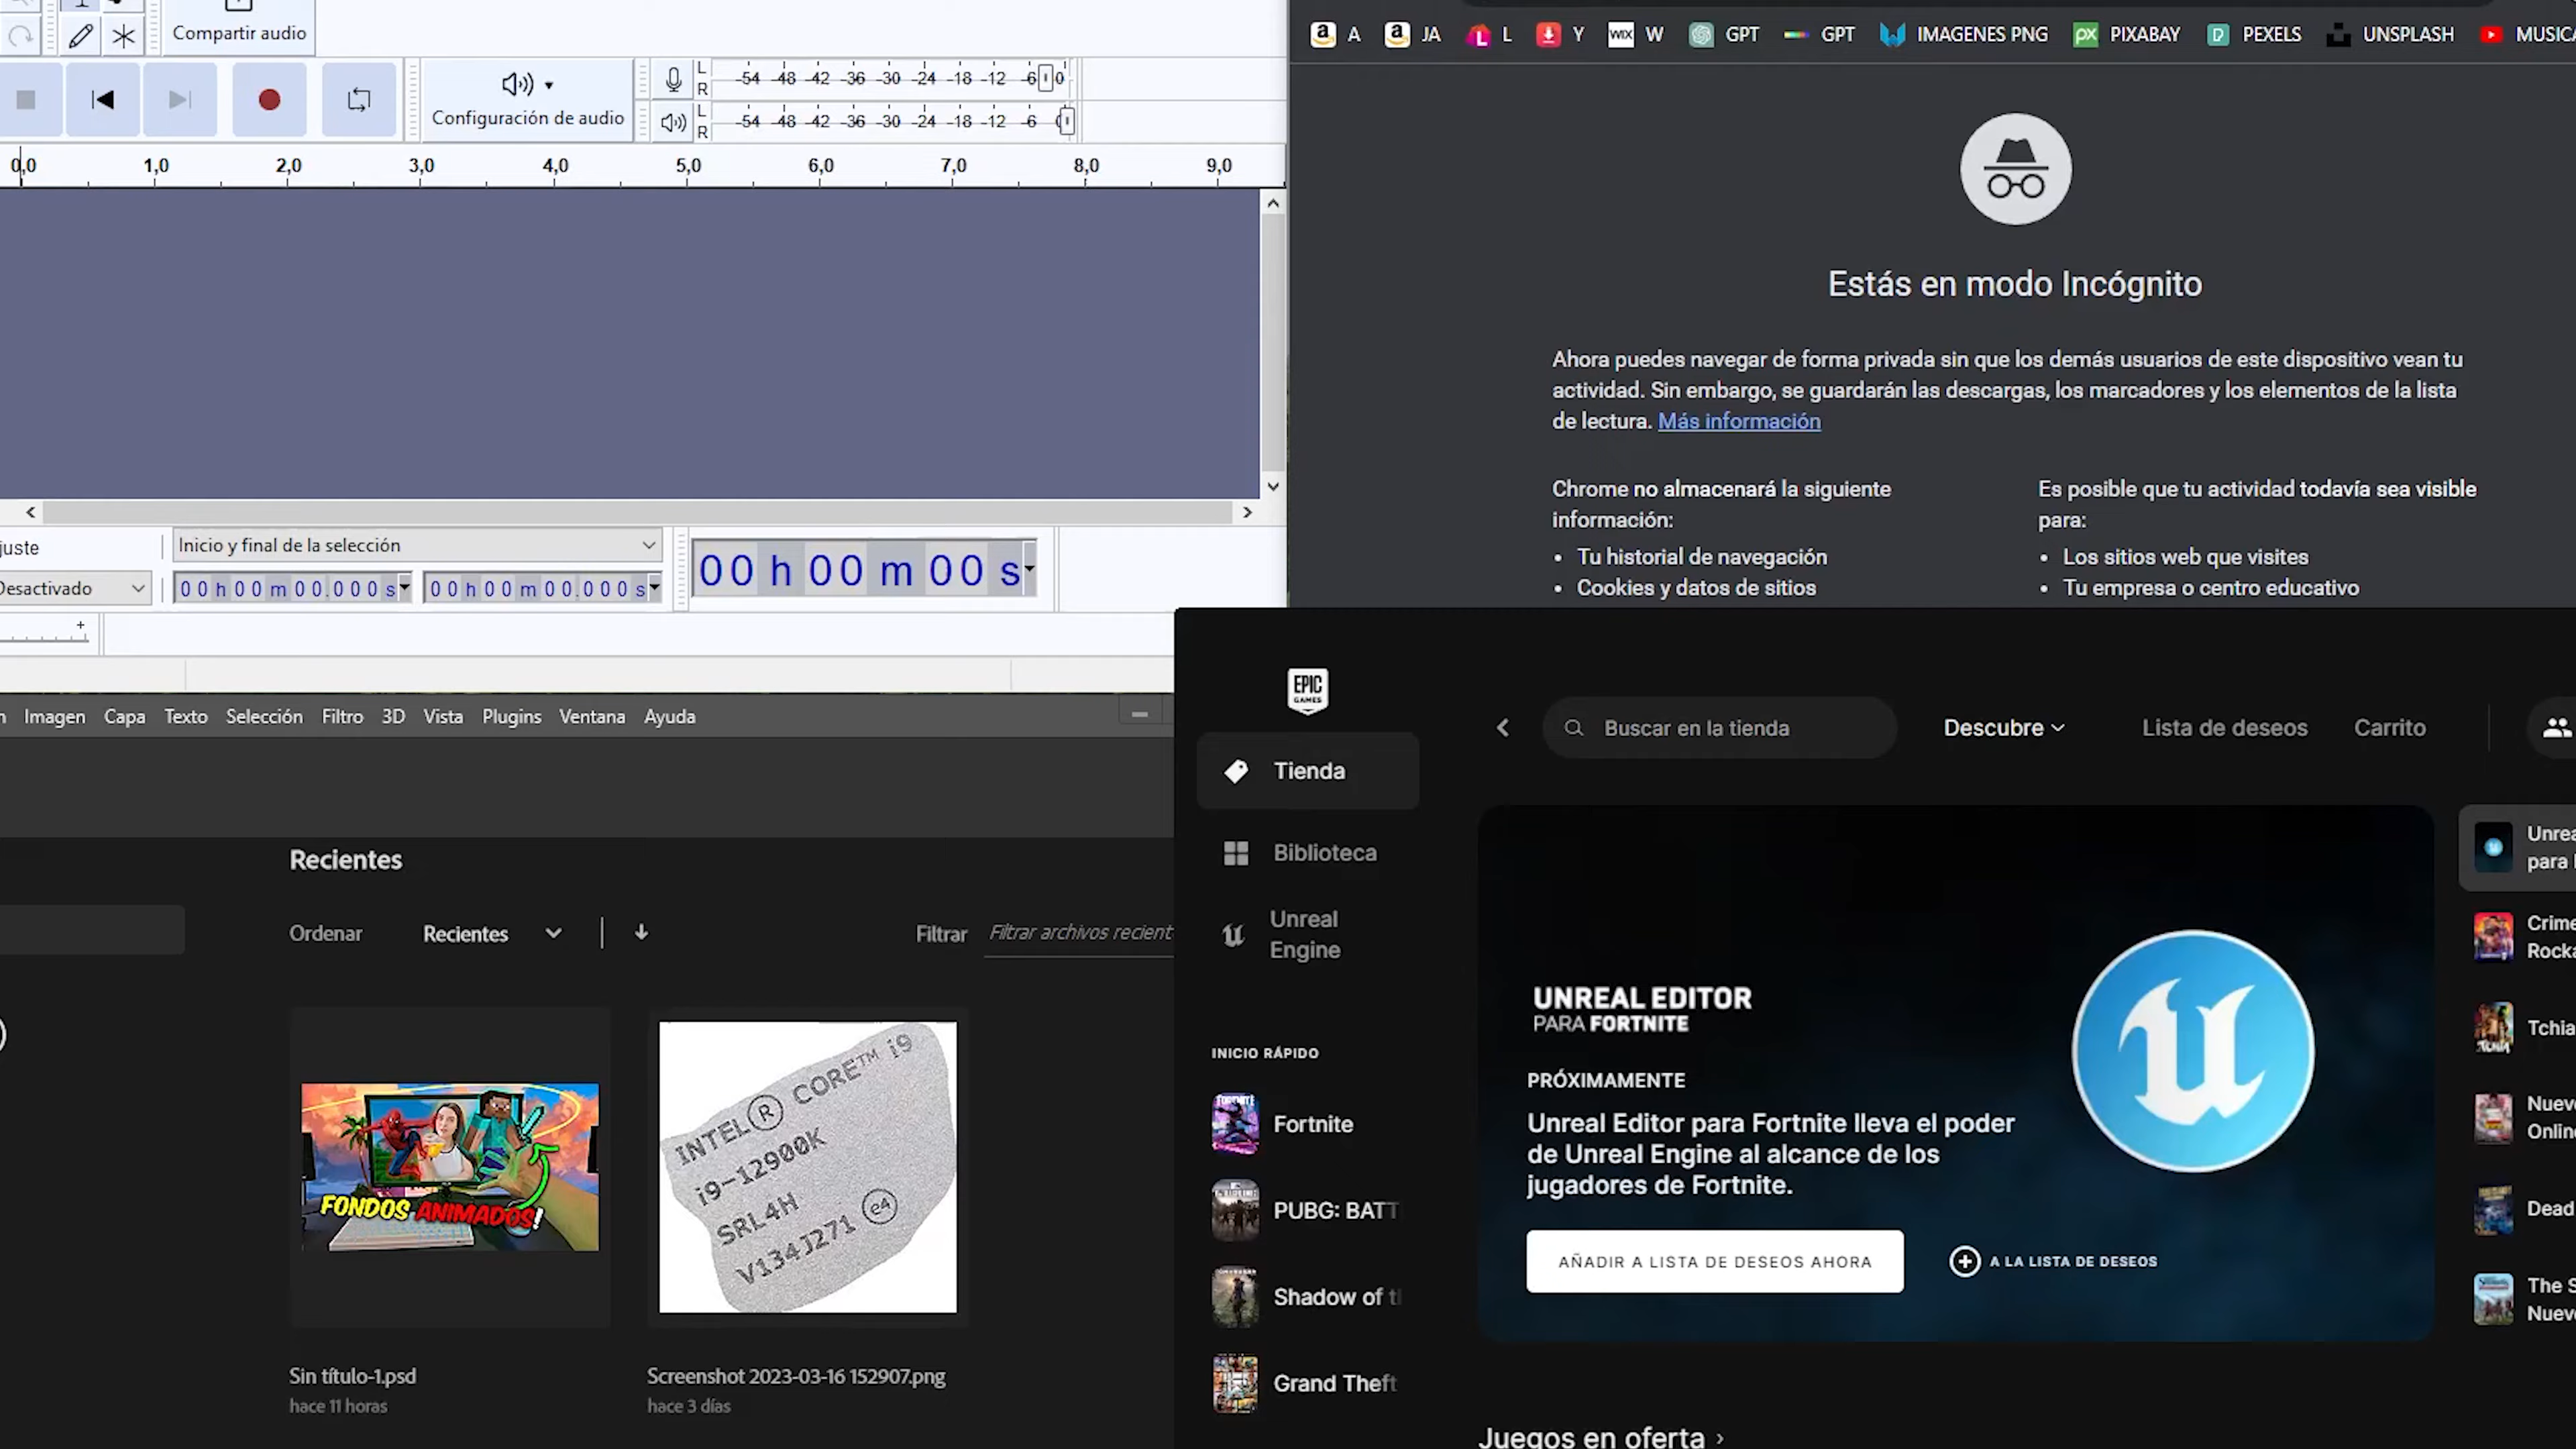 Compartir audio
L
R
-54 -48 -42 -36 -30 -24 -18 -12 -6 0
Configuración de audio
L
R
-54 -48 -42 -36 -30 -24 -18 -12 -6
0,0 1,0 2,0 3,0 4,0 5,0 6,0 7,0 8,0 9,0
juste
Inicio y final de la selección
Desactivado
00 h 00 m 00.000 s
00 h 00 m 00.000 s
00 h 00 m 00 s
A JA L Y WIX W GPT GPT IMAGENES PNG px PIXABAY P PEXELS UNSPLASH MUSICA
Estás en modo Incógnito
Ahora puedes navegar de forma privada sin que los demás usuarios de este dispositivo vean tu
actividad. Sin embargo, se guardarán las descargas, los marcadores y los elementos de la lista
de lectura. Más información
Chrome no almacenará la siguiente
información:
• Tu historial de navegación
• Cookies y datos de sitios
Es posible que tu actividad todavía sea visible
para:
• Los sitios web que visites
• Tu empresa o centro educativo
Imagen Capa Texto Selección Filtro 3D Vista Plugins Ventana Ayuda
Recientes
Ordenar Recientes Filtrar Filtrar archivos recient
FONDOS ANIMADOS!
INTEL® CORE™ i9
i9-12900K
SRL4H
V134J271 e4
Sin título-1.psd
hace 11 horas
Screenshot 2023-03-16 152907.png
hace 3 días
EPIC
GAMES
Tienda
Biblioteca
Unreal
Engine
INICIO RÁPIDO
Fortnite
PUBG: BATT
Shadow of t
Grand Theft
Buscar en la tienda Descubre Lista de deseos Carrito
UNREAL EDITOR
PARA FORTNITE
PRÓXIMAMENTE
Unreal Editor para Fortnite lleva el poder
de Unreal Engine al alcance de los
jugadores de Fortnite.
AÑADIR A LISTA DE DESEOS AHORA
A LA LISTA DE DESEOS
Unrea
para
Crime
Rocka
Tchia
Nuevo
Online
Dead
The S
Nuevo
Juegos en oferta